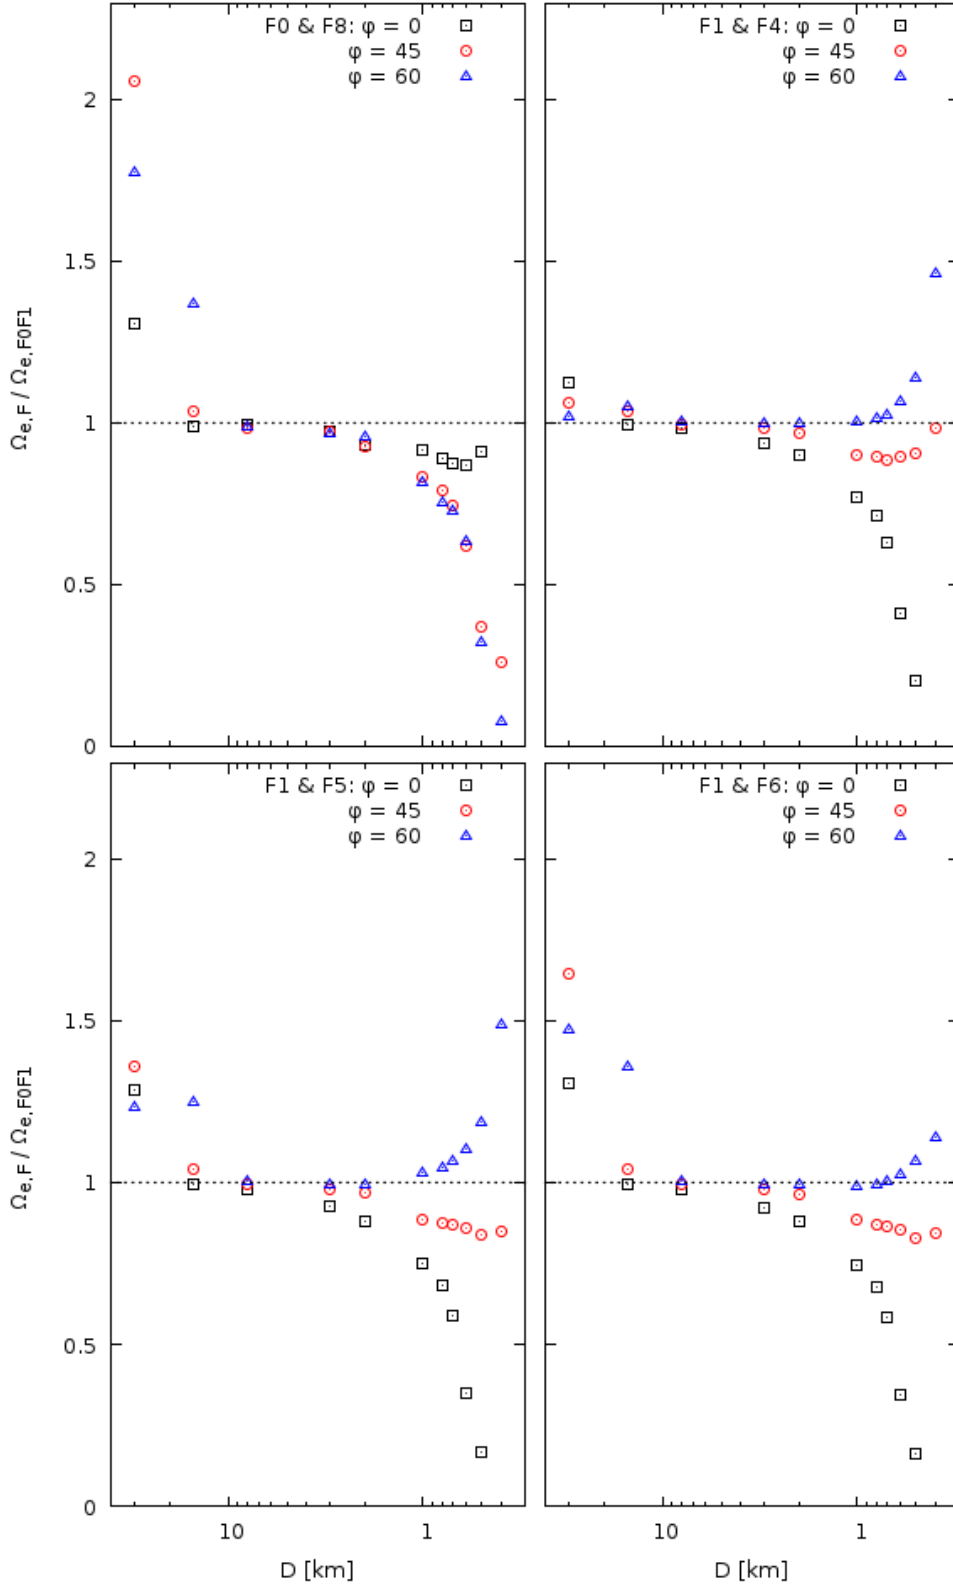 F0 & F8: φ = 0
φ = 45
φ = 60
2
1.5
1
0.5
0
Ωe,F / Ωe,F0F1
F1 & F4: φ = 0
φ = 45
φ = 60
F1 & F5: φ = 0
φ = 45
φ = 60
2
1.5
1
0.5
0
Ωe,F / Ωe,F0F1
10
1
D [km]
F1 & F6: φ = 0
φ = 45
φ = 60
10
1
D [km]